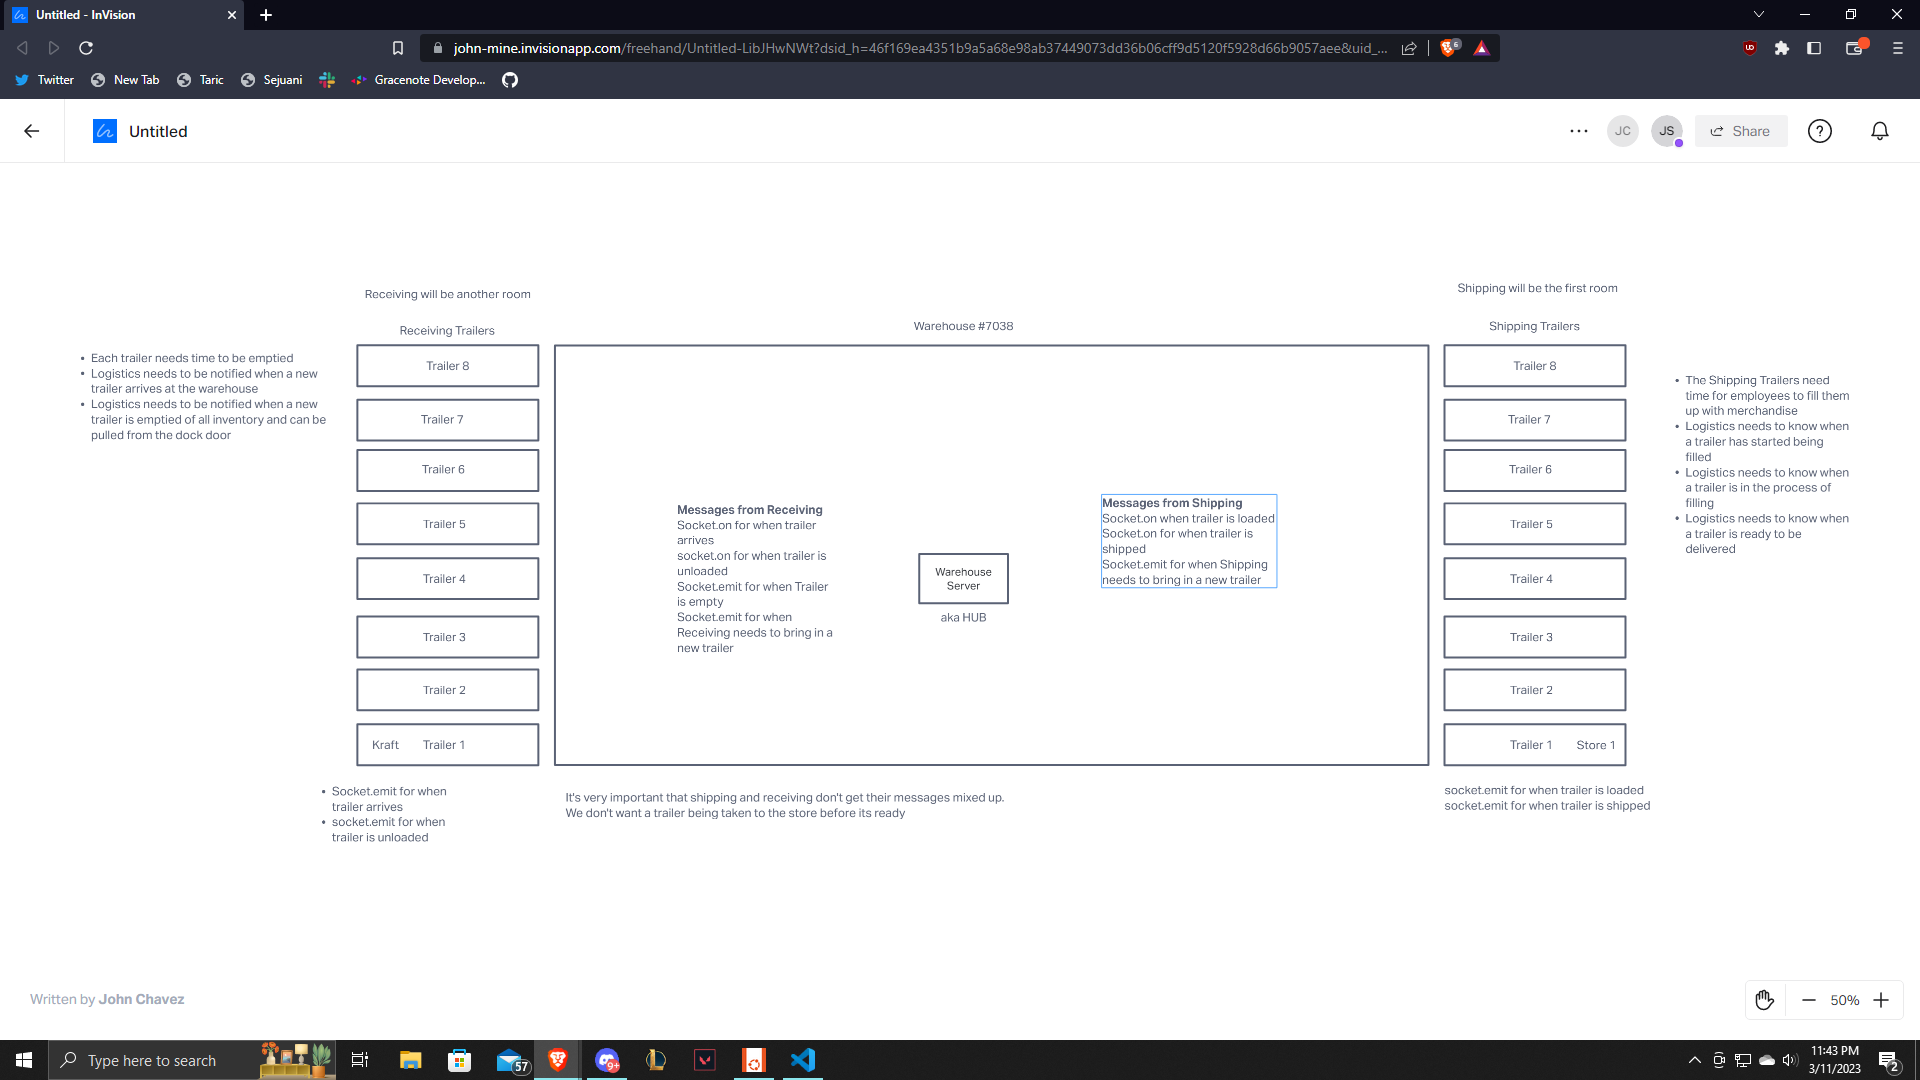 Untitled - InVision
john-mine.invisionapp.com/freehand/Untitled-LibJHwNWt?dsid_h=46f169ea4351b9a5a68e98ab37449073dd36b06cff9d5120f5928d66b9057aee&uid_...
6
Twitter
New Tab
Taric
Sejuani
Gracenote Develop...
Untitled
JC
JS
Share
Receiving will be another room
Shipping will be the first room
Receiving Trailers
Warehouse #7038
Shipping Trailers
• Each trailer needs time to be emptied
• Logistics needs to be notified when a new
trailer arrives at the warehouse
• Logistics needs to be notified when a new
trailer is emptied of all inventory and can be
pulled from the dock door
Trailer 8
Trailer 7
Trailer 6
Trailer 5
Trailer 4
Trailer 3
Trailer 2
Kraft Trailer 1
• Socket.emit for when
trailer arrives
• socket.emit for when
trailer is unloaded
Messages from Receiving
Socket.on for when trailer
arrives
socket.on for when trailer is
unloaded
Socket.emit for when Trailer
is empty
Socket.emit for when
Receiving needs to bring in a
new trailer
Warehouse
Server
aka HUB
Messages from Shipping
Socket.on when trailer is loaded
Socket.on for when trailer is
shipped
Socket.emit for when Shipping
needs to bring in a new trailer
It's very important that shipping and receiving don't get their messages mixed up.
We don't want a trailer being taken to the store before its ready
Trailer 8
Trailer 7
Trailer 6
Trailer 5
Trailer 4
Trailer 3
Trailer 2
Trailer 1 Store 1
socket.emit for when trailer is loaded
socket.emit for when trailer is shipped
• The Shipping Trailers need
time for employees to fill them
up with merchandise
• Logistics needs to know when
a trailer has started being
filled
• Logistics needs to know when
a trailer is in the process of
filling
• Logistics needs to know when
a trailer is ready to be
delivered
Written by John Chavez
50%
Type here to search
57
9+
11:43 PM
3/11/2023
2